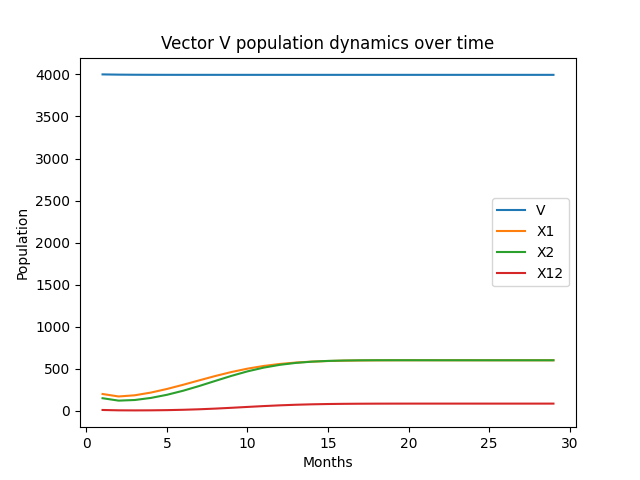 Vector V population dynamics over time
Population
4000
3500
3000
2500
2000
1500
1000
500
0
V
X1
X2
X12
0 5 10 15 20 25 30
Months